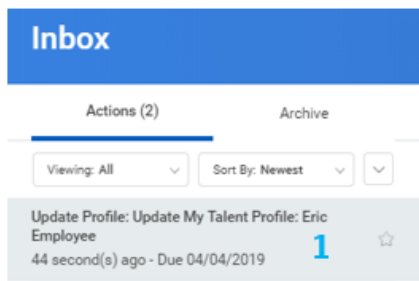 Inbox
Actions (2) Archive
Viewing: All Sort By: Newest
Update Profile: Update My Talent Profile: Eric
Employee
44 second(s) ago - Due 04/04/2019 1